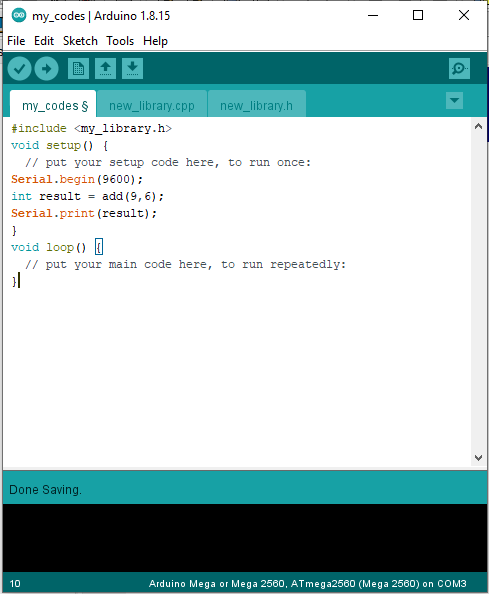 my_codes | Arduino 1.8.15
File Edit Sketch Tools Help
my_codes § new_library.cpp new_library.h
#include <my_library.h>
void setup() {
  // put your setup code here, to run once:
Serial.begin(9600);
int result = add(9,6);
Serial.print(result);
}
void loop() {
  // put your main code here, to run repeatedly:
}
Done Saving.
10 Arduino Mega or Mega 2560, ATmega2560 (Mega 2560) on COM3